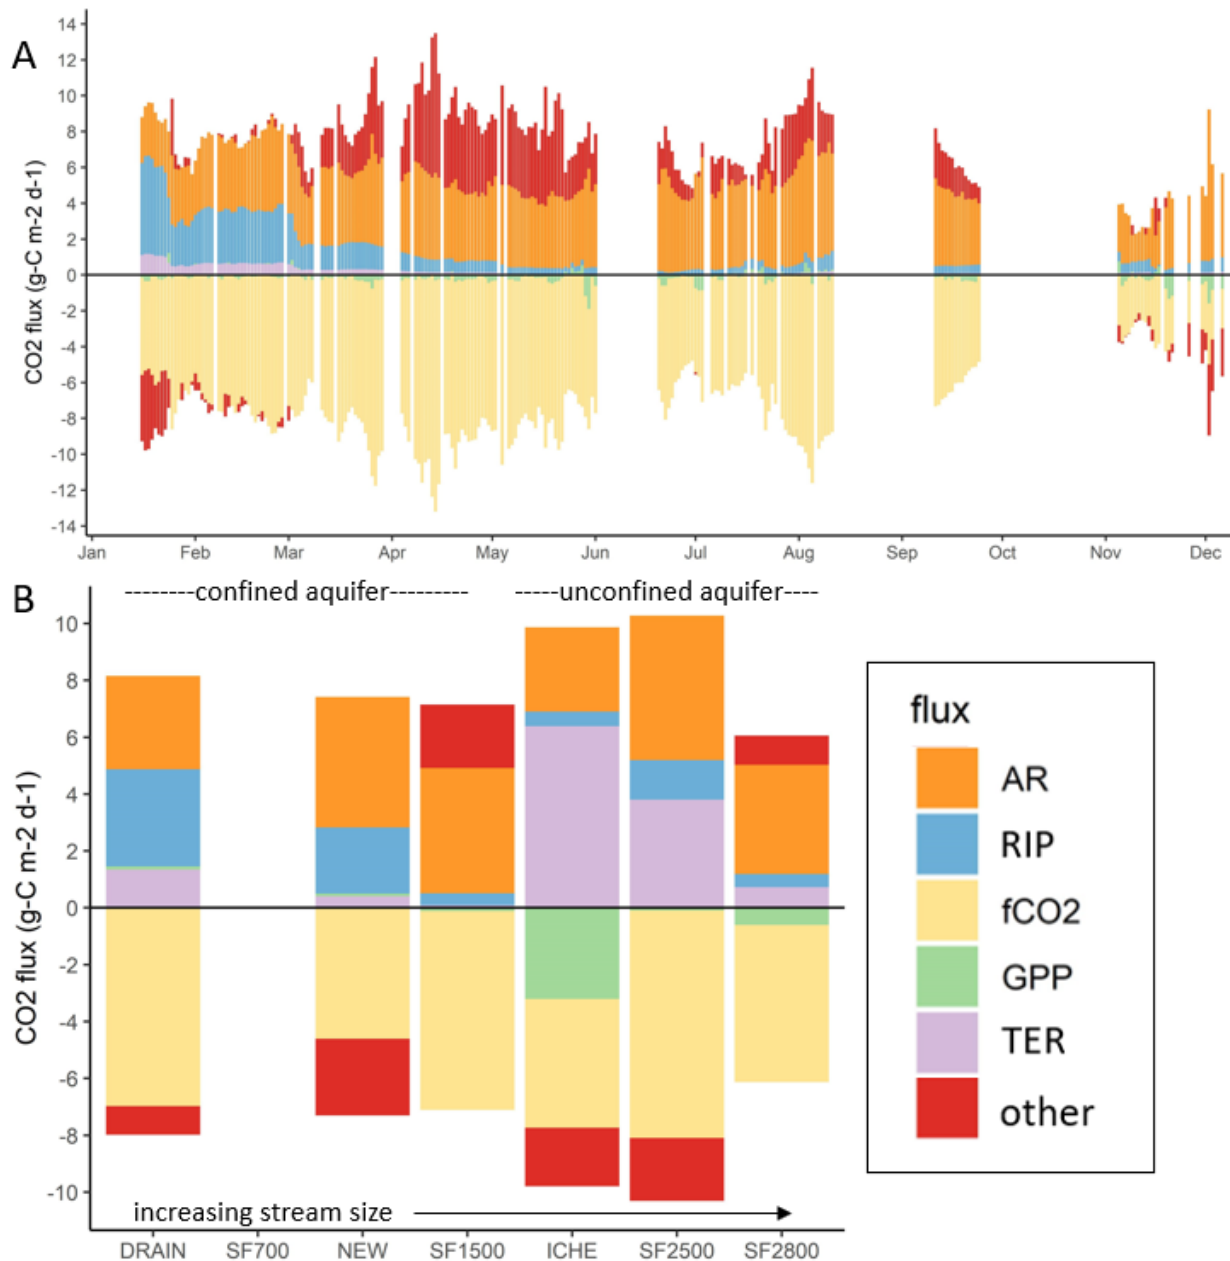 A
CO2 flux (g-C m-2 d-1)
14
12
10
8
6
4
2
0
-2
-4
-6
-8
-10
-12
-14
Jan Feb Mar Apr May Jun Jul Aug Sep Oct Nov Dec
B
--------confined aquifer--------- -----unconfined aquifer----
CO2 flux (g-C m-2 d-1)
10
8
6
4
2
0
-2
-4
-6
-8
-10
increasing stream size
DRAIN SF700 NEW SF1500 ICHE SF2500 SF2800
flux
AR
RIP
fCO2
GPP
TER
other